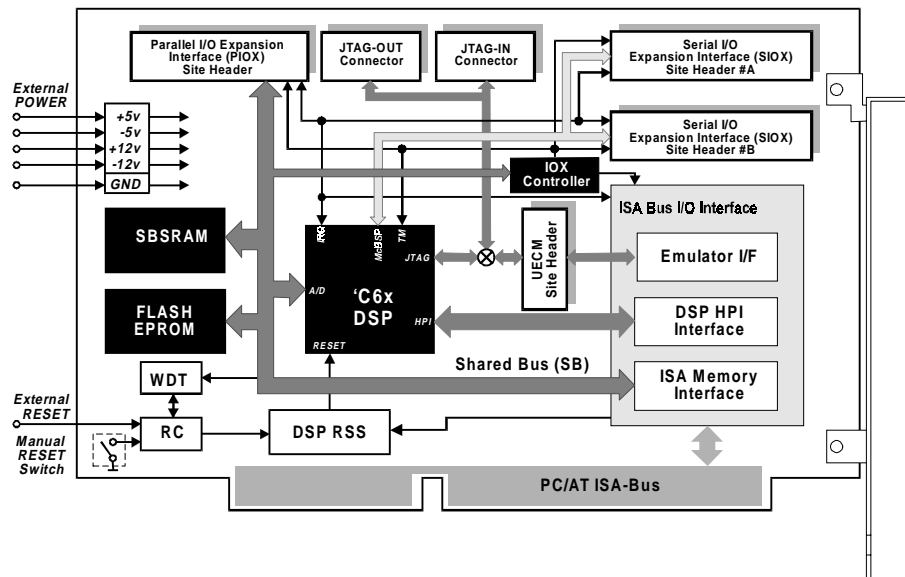 Parallel I/O Expansion
Interface (PIOX)
Site Header
JTAG-OUT
Connector
JTAG-IN
Connector
Serial I/O
Expansion Interface (SIOX)
Site Header #A
External
POWER
+5v
-5v
+12v
-12v
GND
Serial I/O
Expansion Interface (SIOX)
Site Header #B
IOX
Controller
ISA Bus I/O Interface
SBSRAM
IRQ
McBSP
TM
JTAG
UECM
Site Header
Emulator I/F
A/D
'C6x
DSP
HPI
RESET
FLASH
EPROM
DSP HPI
Interface
Shared Bus (SB)
ISA Memory
Interface
WDT
External
RESET
RC
DSP RSS
Manual
RESET
Switch
PC/AT ISA-Bus